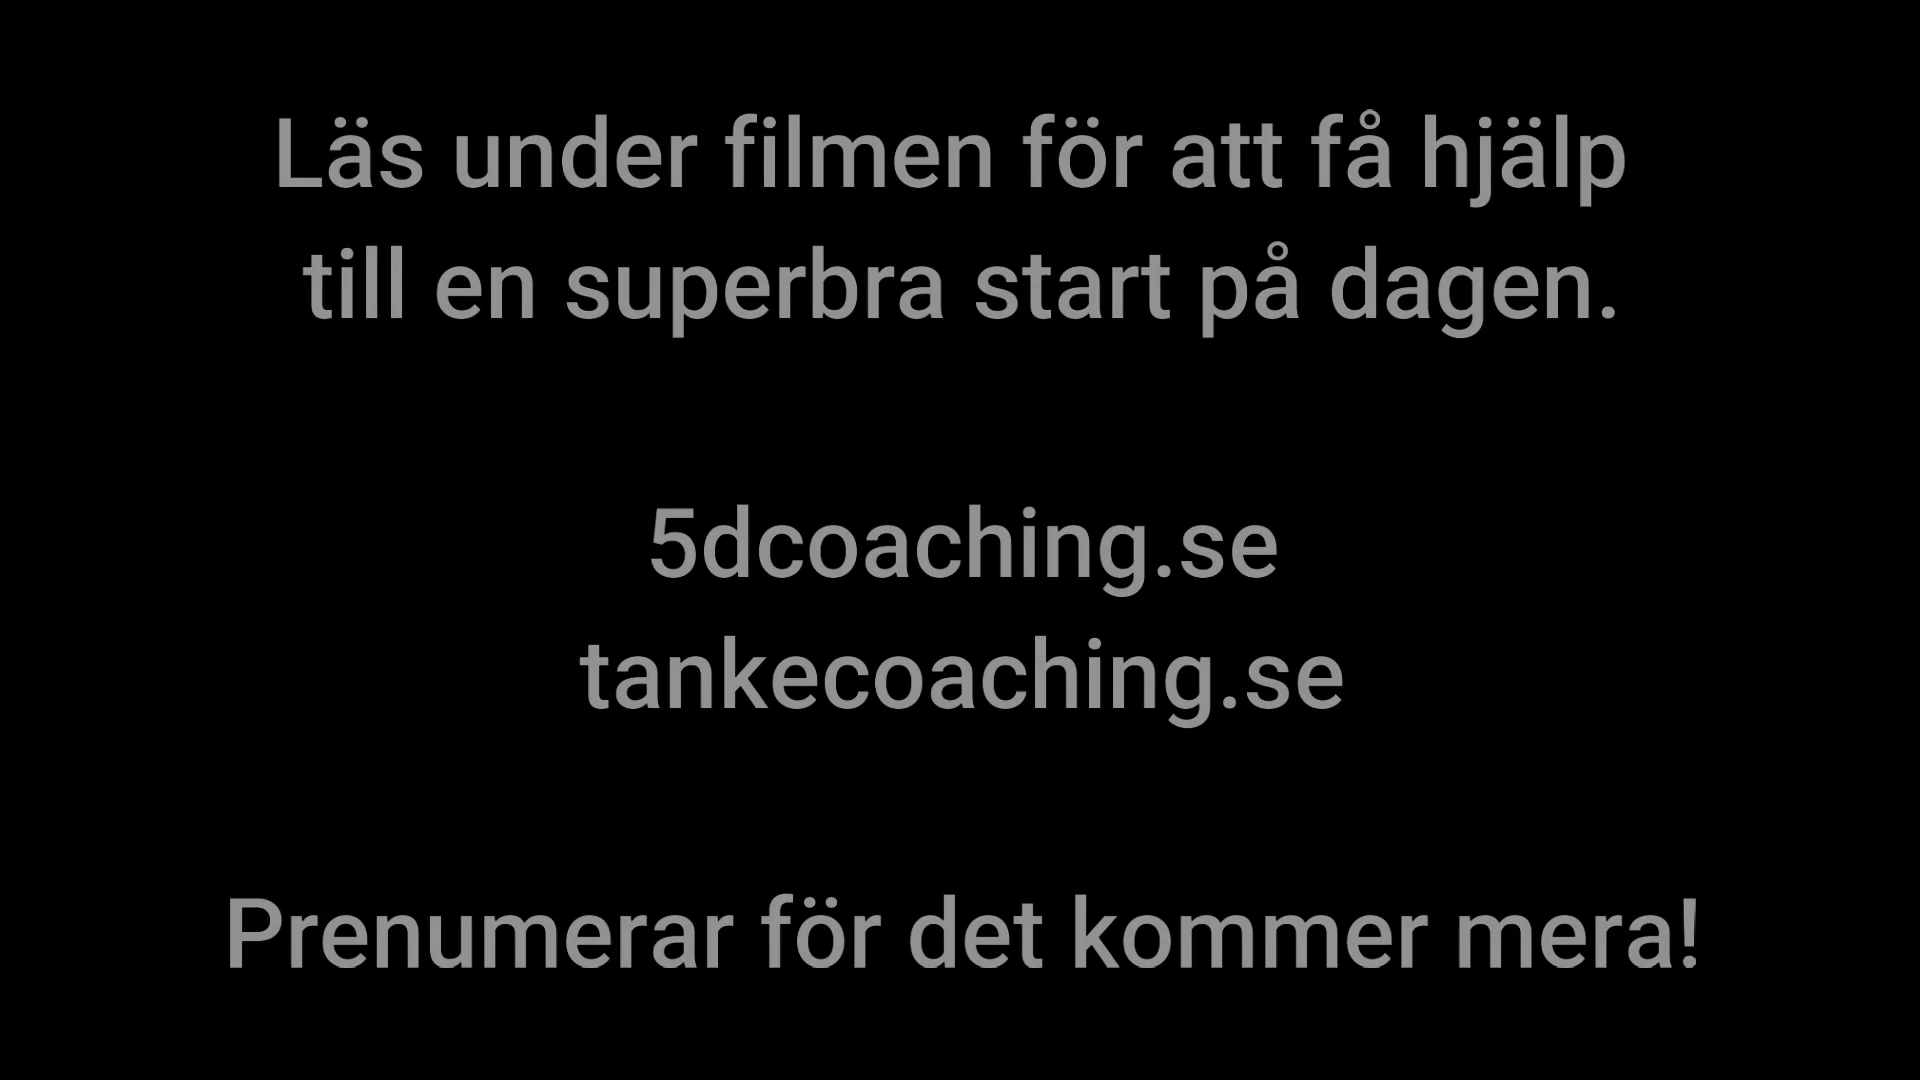 Läs under filmen för att få hjälp
till en superbra start på dagen.
5dcoaching.se
tankecoaching.se
Prenumerar för det kommer mera!